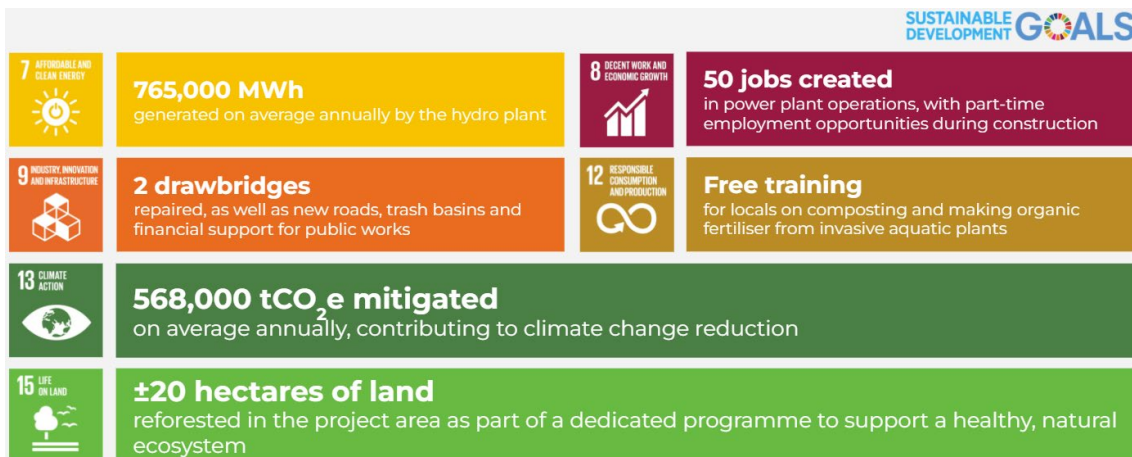 SUSTAINABLE
DEVELOPMENT GOALS
7 AFFORDABLE AND
CLEAN ENERGY
765,000 MWh
generated on average annually by the hydro plant
8 DECENT WORK AND
ECONOMIC GROWTH
50 jobs created
in power plant operations, with part-time
employment opportunities during construction
9 INDUSTRY, INNOVATION
AND INFRASTRUCTURE
2 drawbridges
repaired, as well as new roads, trash basins and
financial support for public works
12 RESPONSIBLE
CONSUMPTION
AND PRODUCTION
Free training
for locals on composting and making organic
fertiliser from invasive aquatic plants
13 CLIMATE
ACTION
568,000 tCO₂e mitigated
on average annually, contributing to climate change reduction
15 LIFE
ON LAND
±20 hectares of land
reforested in the project area as part of a dedicated programme to support a healthy, natural
ecosystem